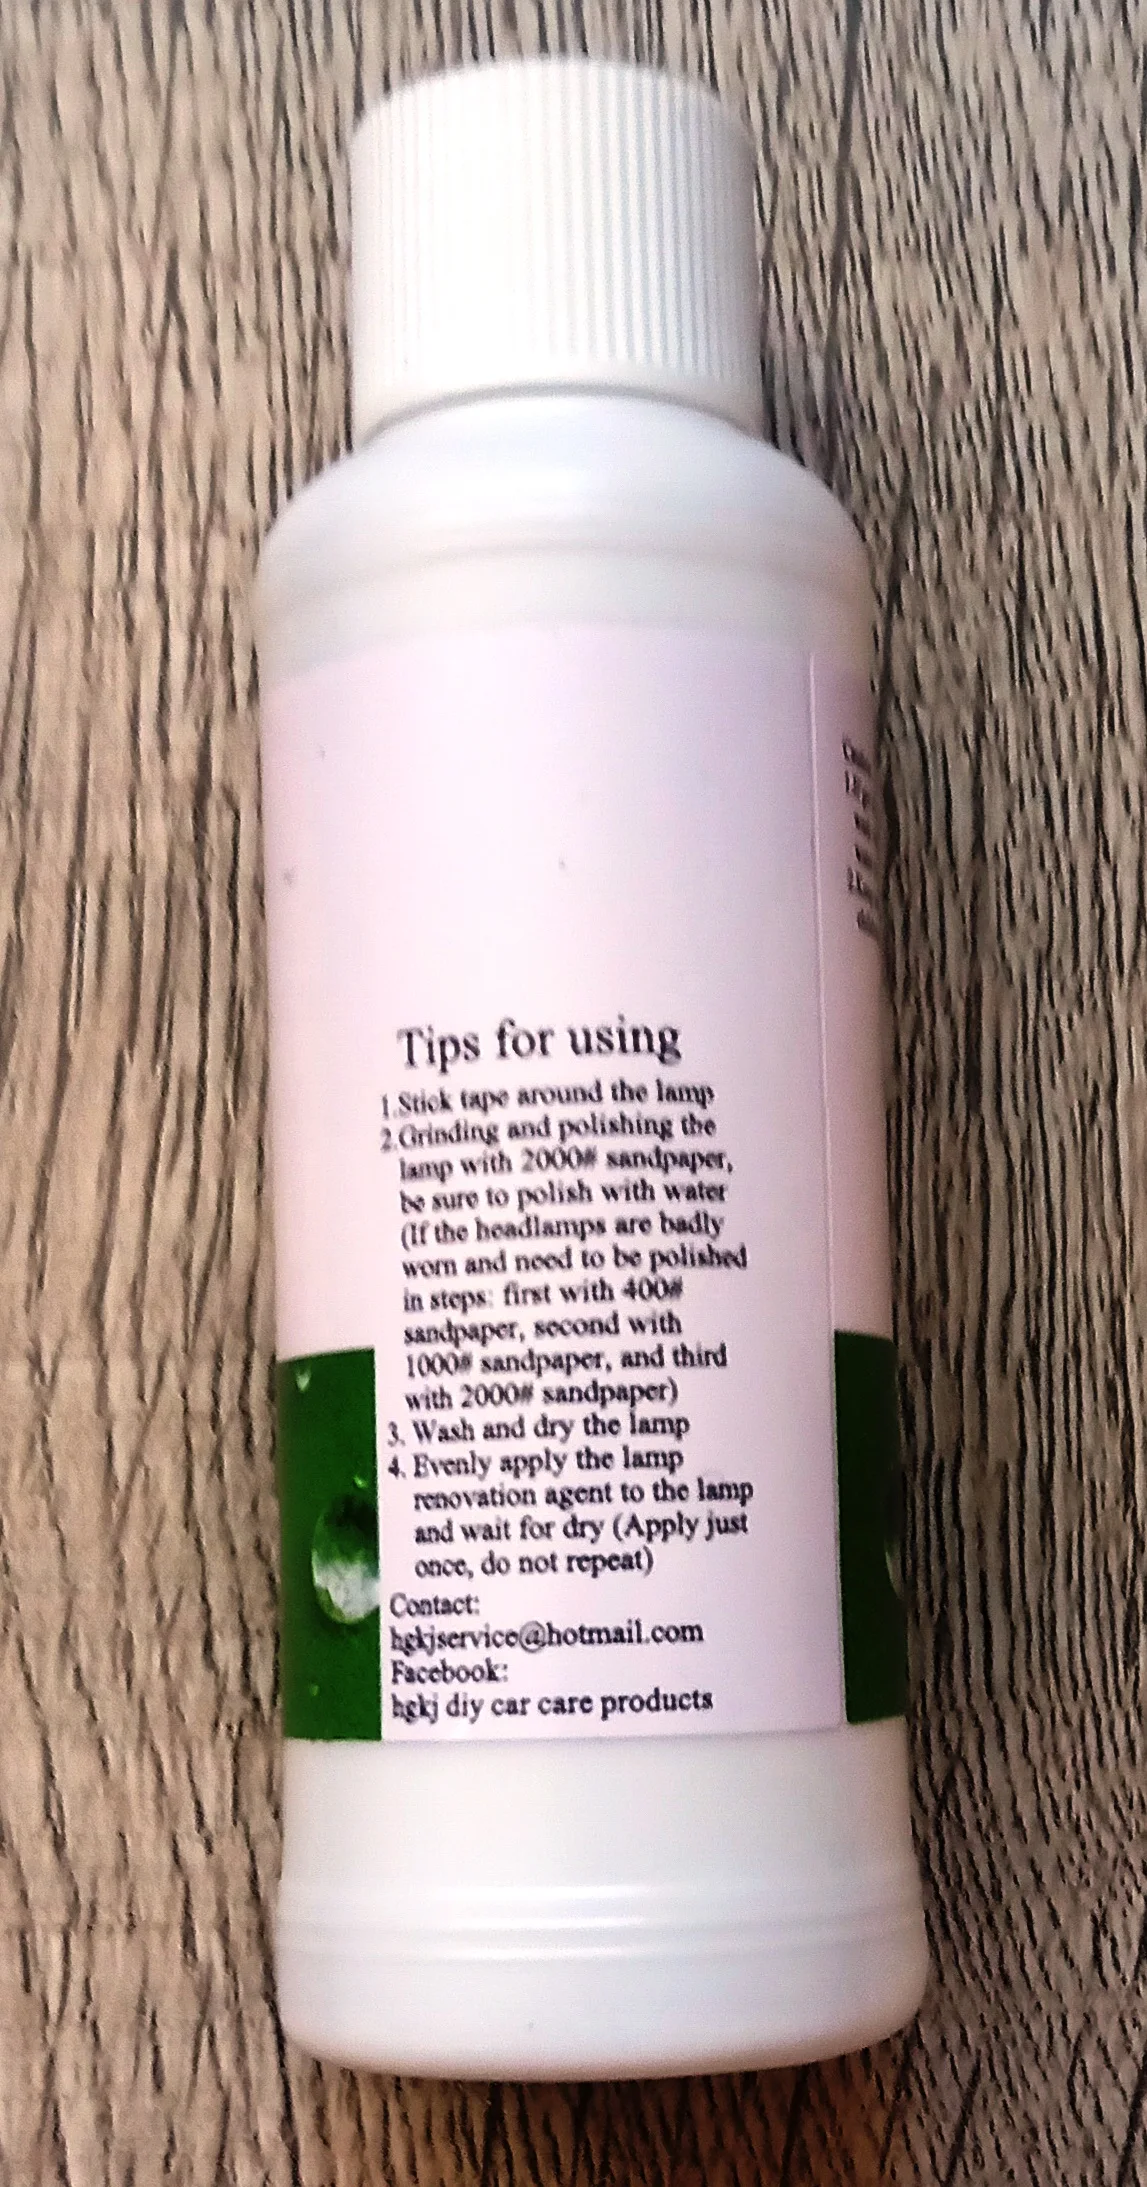 Tips for using
1.Stick tape around the lamp
2.Grinding and polishing the
lamp with 2000# sandpaper,
be sure to polish with water
(If the headlamps are badly
worn and need to be polished
in steps: first with 400#
sandpaper, second with
1000# sandpaper, and third
with 2000# sandpaper)
3. Wash and dry the lamp
4. Evenly apply the lamp
renovation agent to the lamp
and wait for dry (Apply just
once, do not repeat)
Contact:
hgkjservice@hotmail.com
Facebook:
hgkj diy car care products